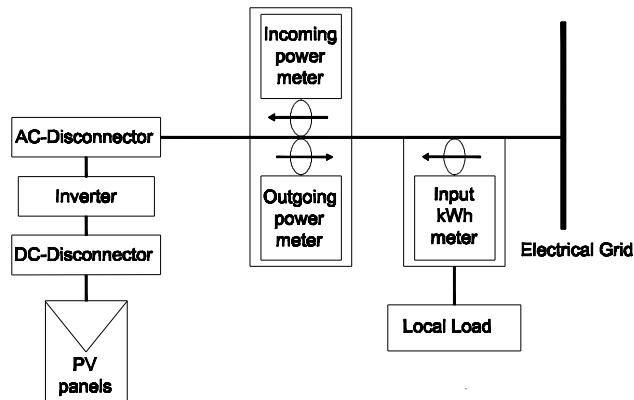 Incoming
power
meter
AC-Disconnector
Inverter
Outgoing
power
meter
Input
kWh
meter
DC-Disconnector
Electrical Grid
Local Load
PV
panels